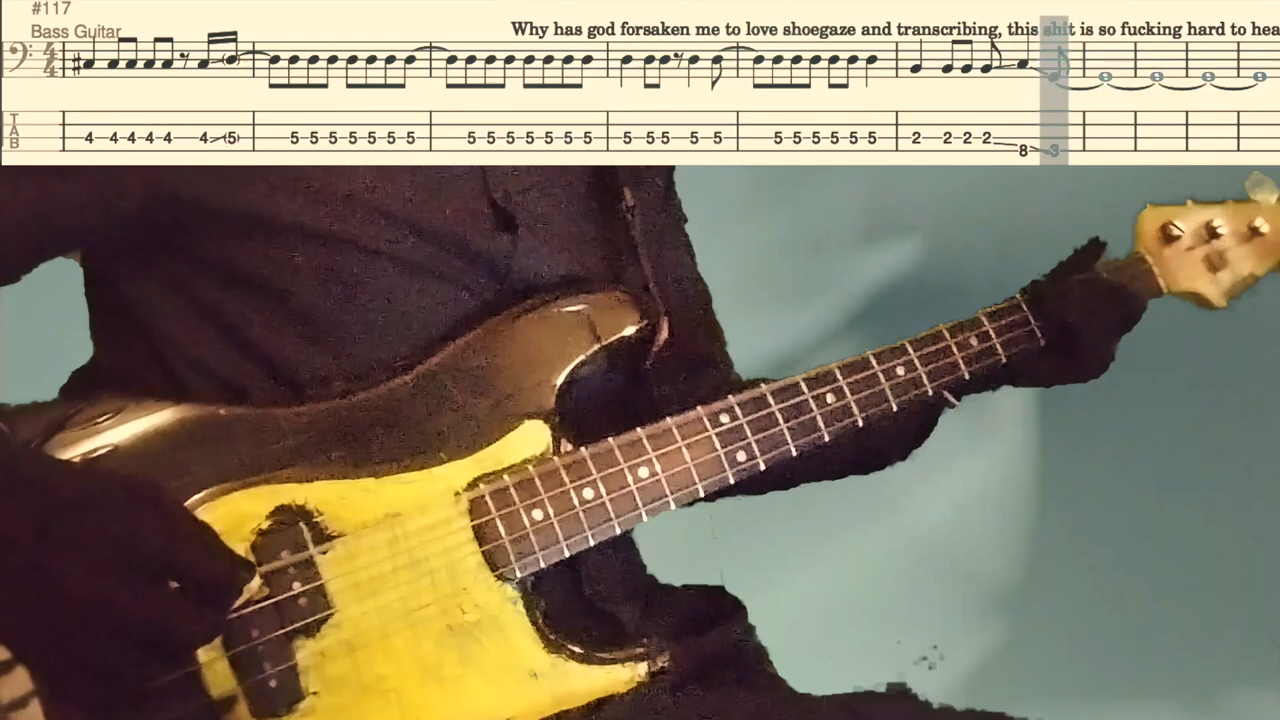 #117
Why has god forsaken me to love shoegaze and transcribing, this shit is so fucking hard to hea
Bass Guitar
4
4
T
A
B
4 4 4 4 4 4 (5) 5 5 5 5 5 5 5 5 5 5 5 5 5 5 5 5 5 5 5 5 5 5 5 5 5 5 2 2 2 2 8 3